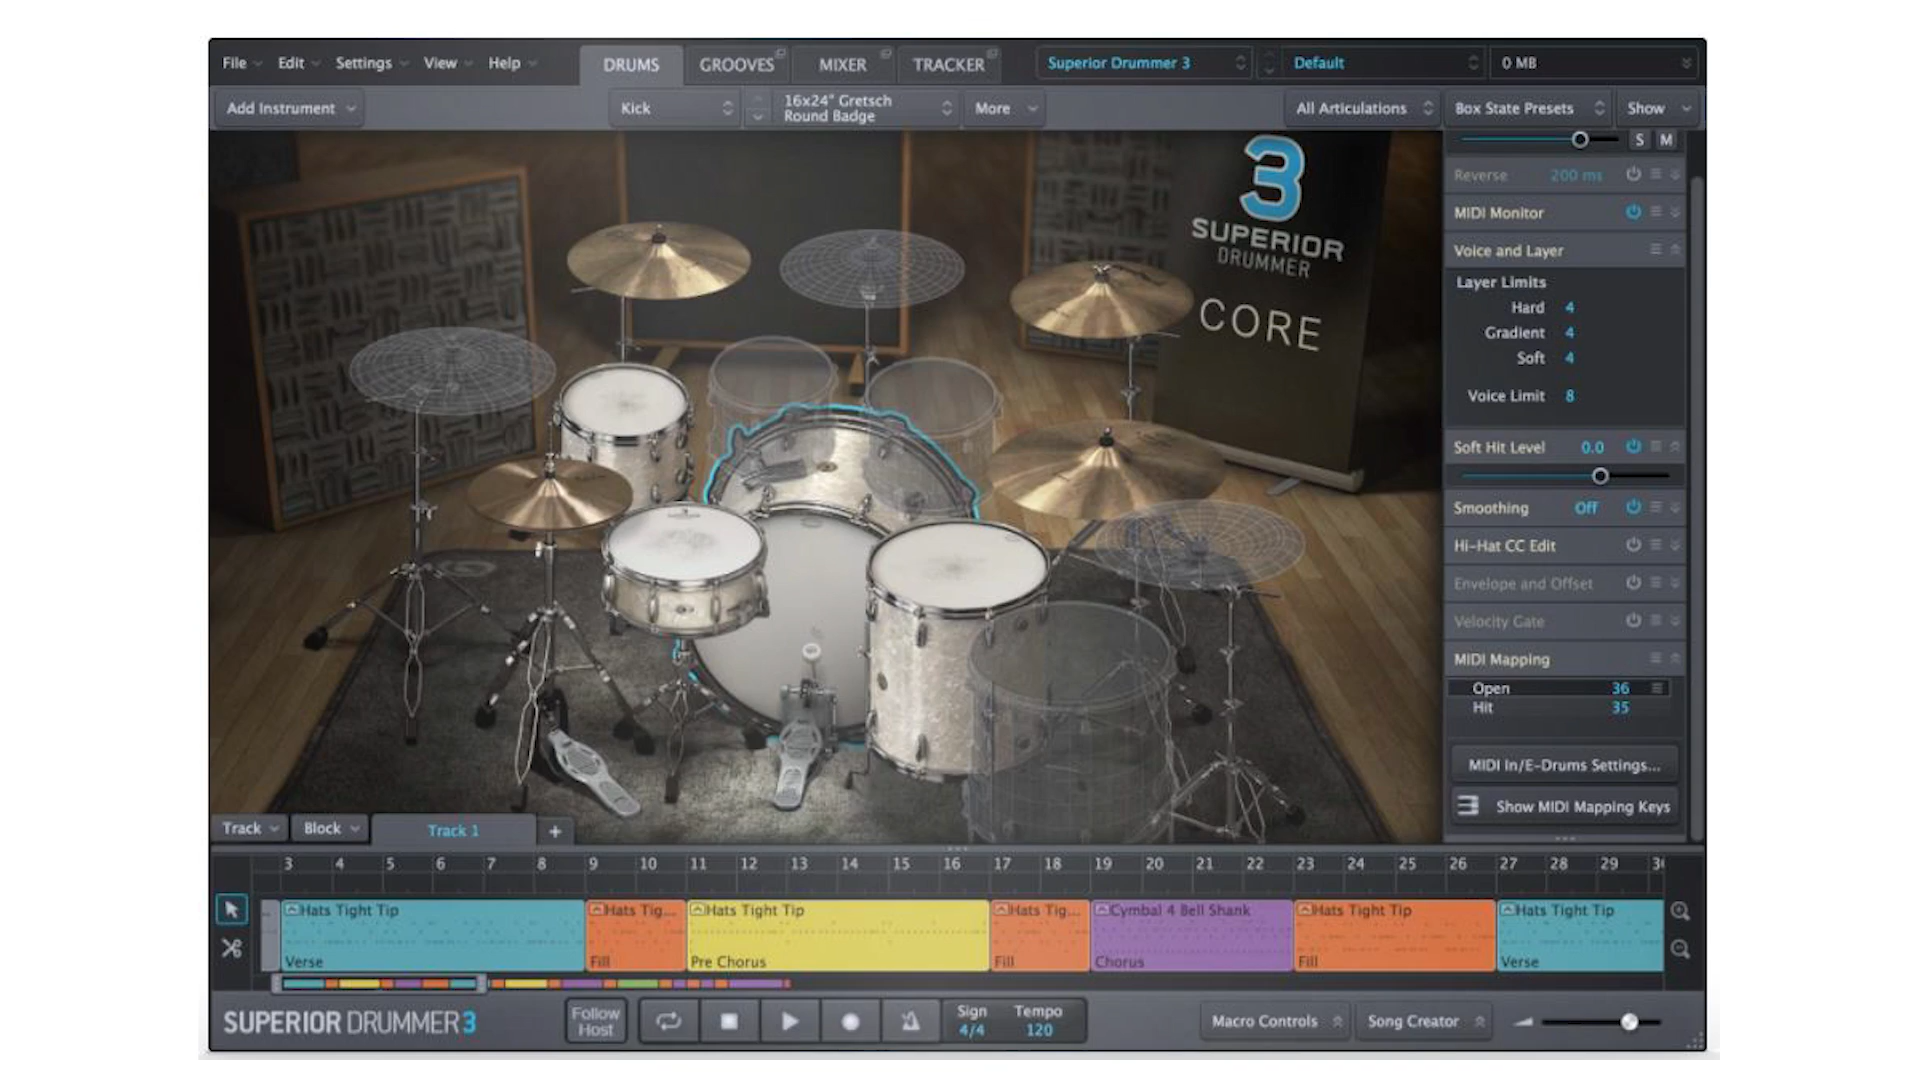 File Edit Settings View Help DRUMS GROOVES MIXER TRACKER Superior Drummer 3 Default 0 MB
Add Instrument Kick 16x24" Gretsch Round Badge More All Articulations Box State Presets Show
S M
3
SUPERIOR
DRUMMER
CORE
Reverse 200 ms
MIDI Monitor
Voice and Layer
Layer Limits
Hard 4
Gradient 4
Soft 4
Voice Limit 8
Soft Hit Level 0.0
Smoothing Off
Hi-Hat CC Edit
Envelope and Offset
Velocity Gate
MIDI Mapping
Open 36
Hit 35
MIDI In/E-Drums Settings...
Show MIDI Mapping Keys
Track Block Track 1 +
3 4 5 6 7 8 9 10 11 12 13 14 15 16 17 18 19 20 21 22 23 24 25 26 27 28 29
Hats Tight Tip Hats Tig... Hats Tight Tip Hats Tig... Cymbal 4 Bell Shank Hats Tight Tip Hats Tight Tip
Verse Fill Pre Chorus Fill Chorus Fill Verse
SUPERIOR DRUMMER 3
Follow Host
Sign Tempo
4/4 120
Macro Controls Song Creator